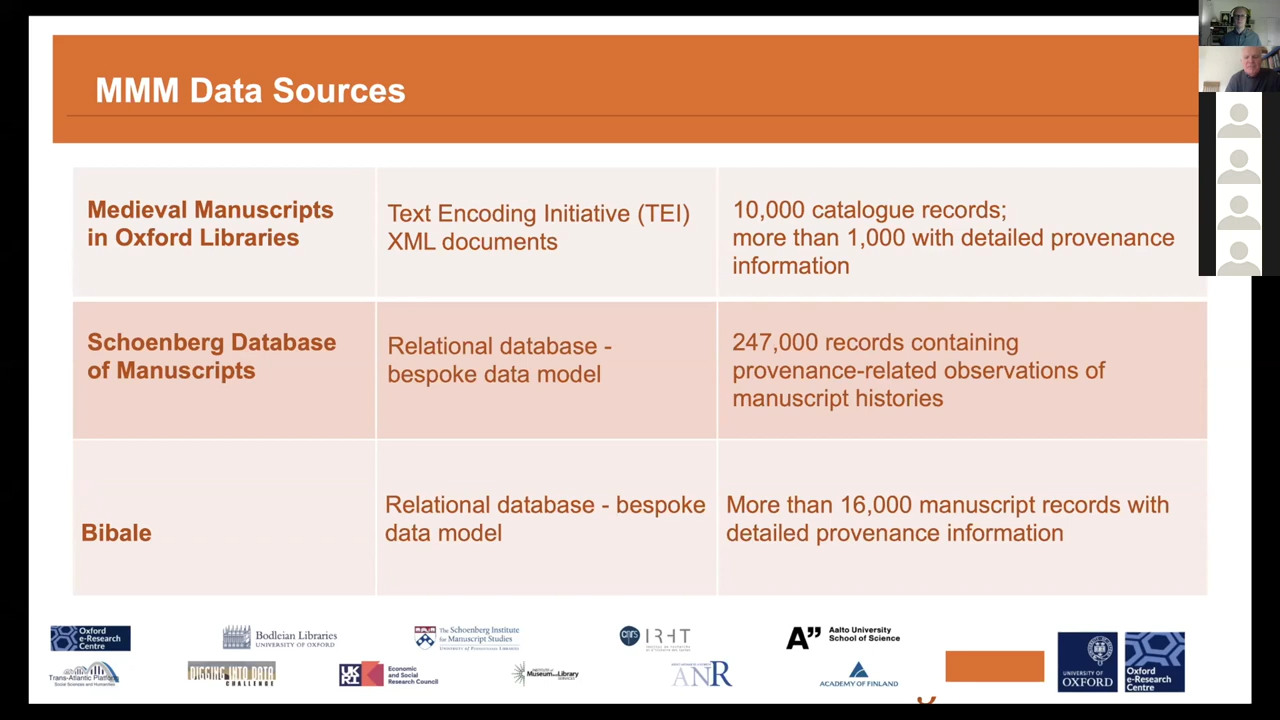 MMM Data Sources
Medieval Manuscripts
in Oxford Libraries
Text Encoding Initiative (TEI)
XML documents
10,000 catalogue records;
more than 1,000 with detailed provenance
information
Schoenberg Database
of Manuscripts
Relational database -
bespoke data model
247,000 records containing
provenance-related observations of
manuscript histories
Bibale
Relational database - bespoke
data model
More than 16,000 manuscript records with
detailed provenance information
Oxford
e-Research
Centre
Bodleian Libraries
UNIVERSITY OF OXFORD
The Schoenberg Institute
for Manuscript Studies
UNIVERSITY OF PENNSYLVANIA LIBRARIES
cnrs
IRHT
A"
Aalto University
School of Science
Trans-Atlantic Platform
Social Sciences and Humanities
DIGGING INTO DATA
CHALLENGE
Economic
and Social
Research Council
Museum and Library
SERVICES
ANR
ACADEMY OF FINLAND
UNIVERSITY OF
OXFORD
Oxford
e-Research
Centre